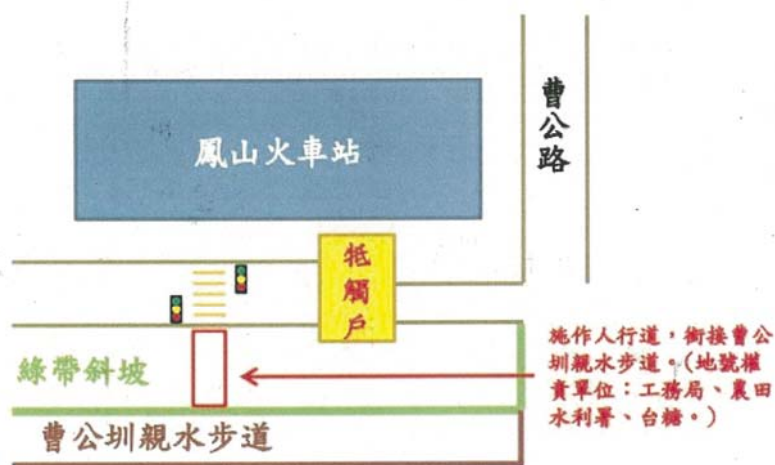 曹公路
鳳山火車站
牴觸戶
施作人行道，銜接曹公
圳親水步道。(地號權
責單位：工務局、農田
水利署、台糖。)
綠帶斜坡
曹公圳親水步道